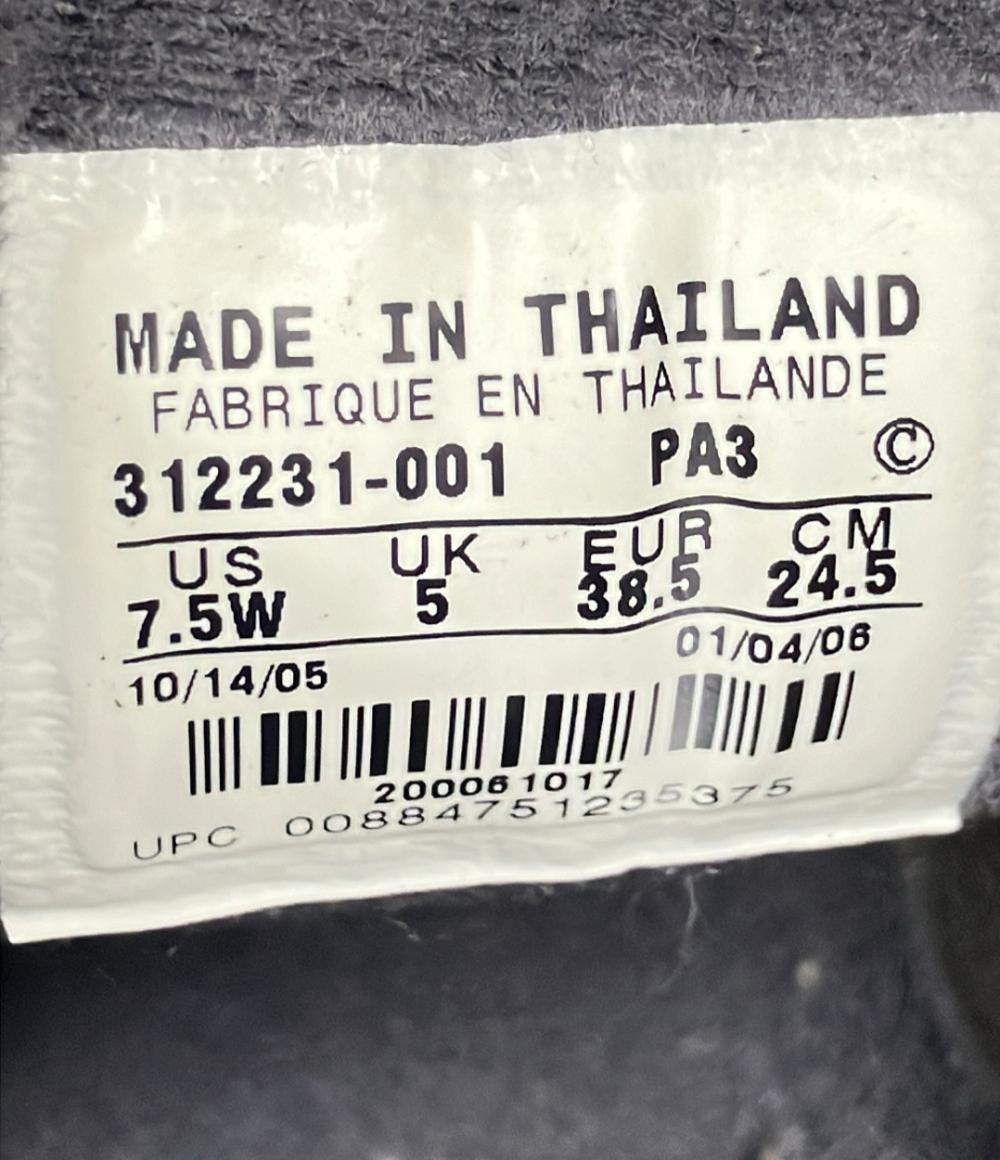 MADE IN THAILAND
FABRIQUE EN THAILANDE
312231-001 PA3 ©
US UK EUR CM
7.5W 5 38.5 24.5
10/14/05 01/04/06
200061017
UPC 00884751235375